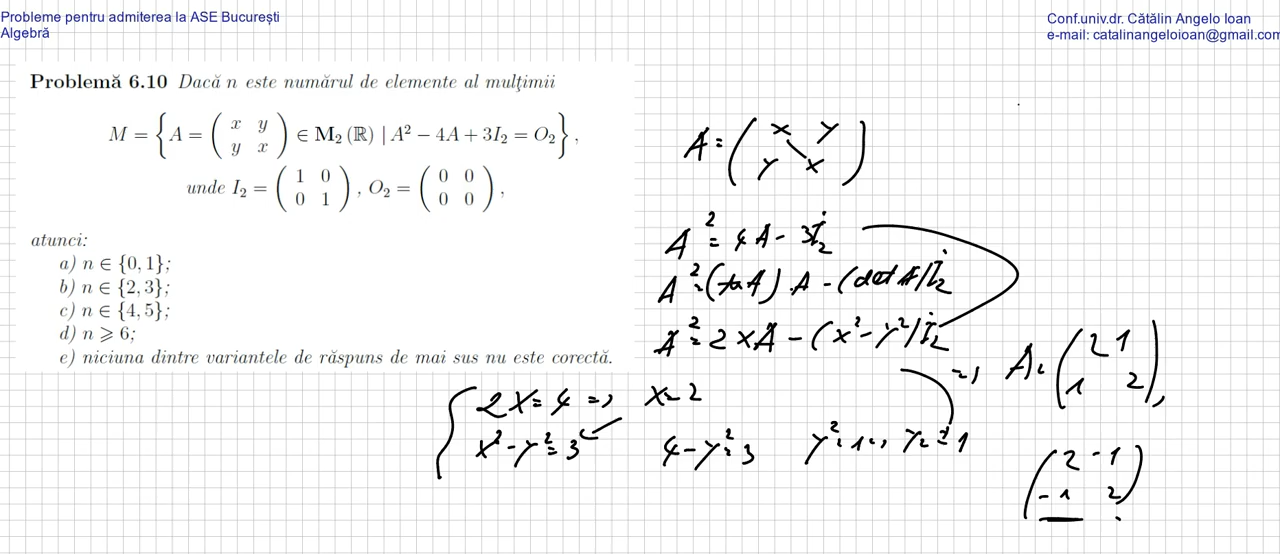 Probleme pentru admiterea la ASE București
Algebră
Conf.univ.dr. Cătălin Angelo Ioan
e-mail: catalinangeloioan@gmail.com
Problemă 6.10 Dacă n este numărul de elemente al mulţimii
M = { A = ( x y ; y x ) ∈ M₂ (ℝ) | A² − 4A + 3I₂ = O₂ } ,
unde I₂ = ( 1 0 ; 0 1 ) , O₂ = ( 0 0 ; 0 0 ) ,
atunci:
a) n ∈ {0, 1};
b) n ∈ {2, 3};
c) n ∈ {4, 5};
d) n ⩾ 6;
e) niciuna dintre variantele de răspuns de mai sus nu este corectă.
A = ( x y ; y x )
A² = 4A - 3I₂
A² = (trA) . A - (det A) I₂
A² = 2xA - (x² - y²) I₂
{ 2x = 4 => x = 2
x² - y² = 3 4 - y² = 3 y² = 1 => y = ±1
=> A = ( 2 1 ; 1 2 ),
( 2 -1 ; -1 2 ) .